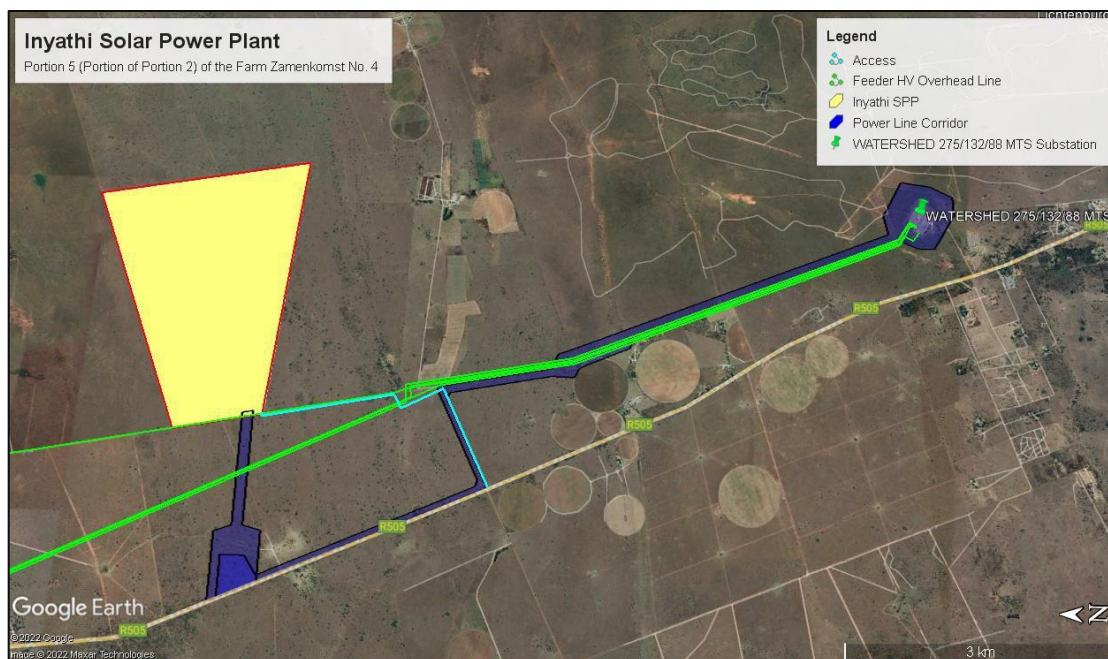 Inyathi Solar Power Plant
Portion 5 (Portion of Portion 2) of the Farm Zamenkomst No. 4
Lichtenburg
Legend
Access
Feeder HV Overhead Line
Inyathi SPP
Power Line Corridor
WATERSHED 275/132/88 MTS Substation
WATERSHED 275/132/88 MTS
R505
R505
R505
R505
R505
Google Earth
© 2022 Google
Image © 2022 Maxar Technologies
N
3 km